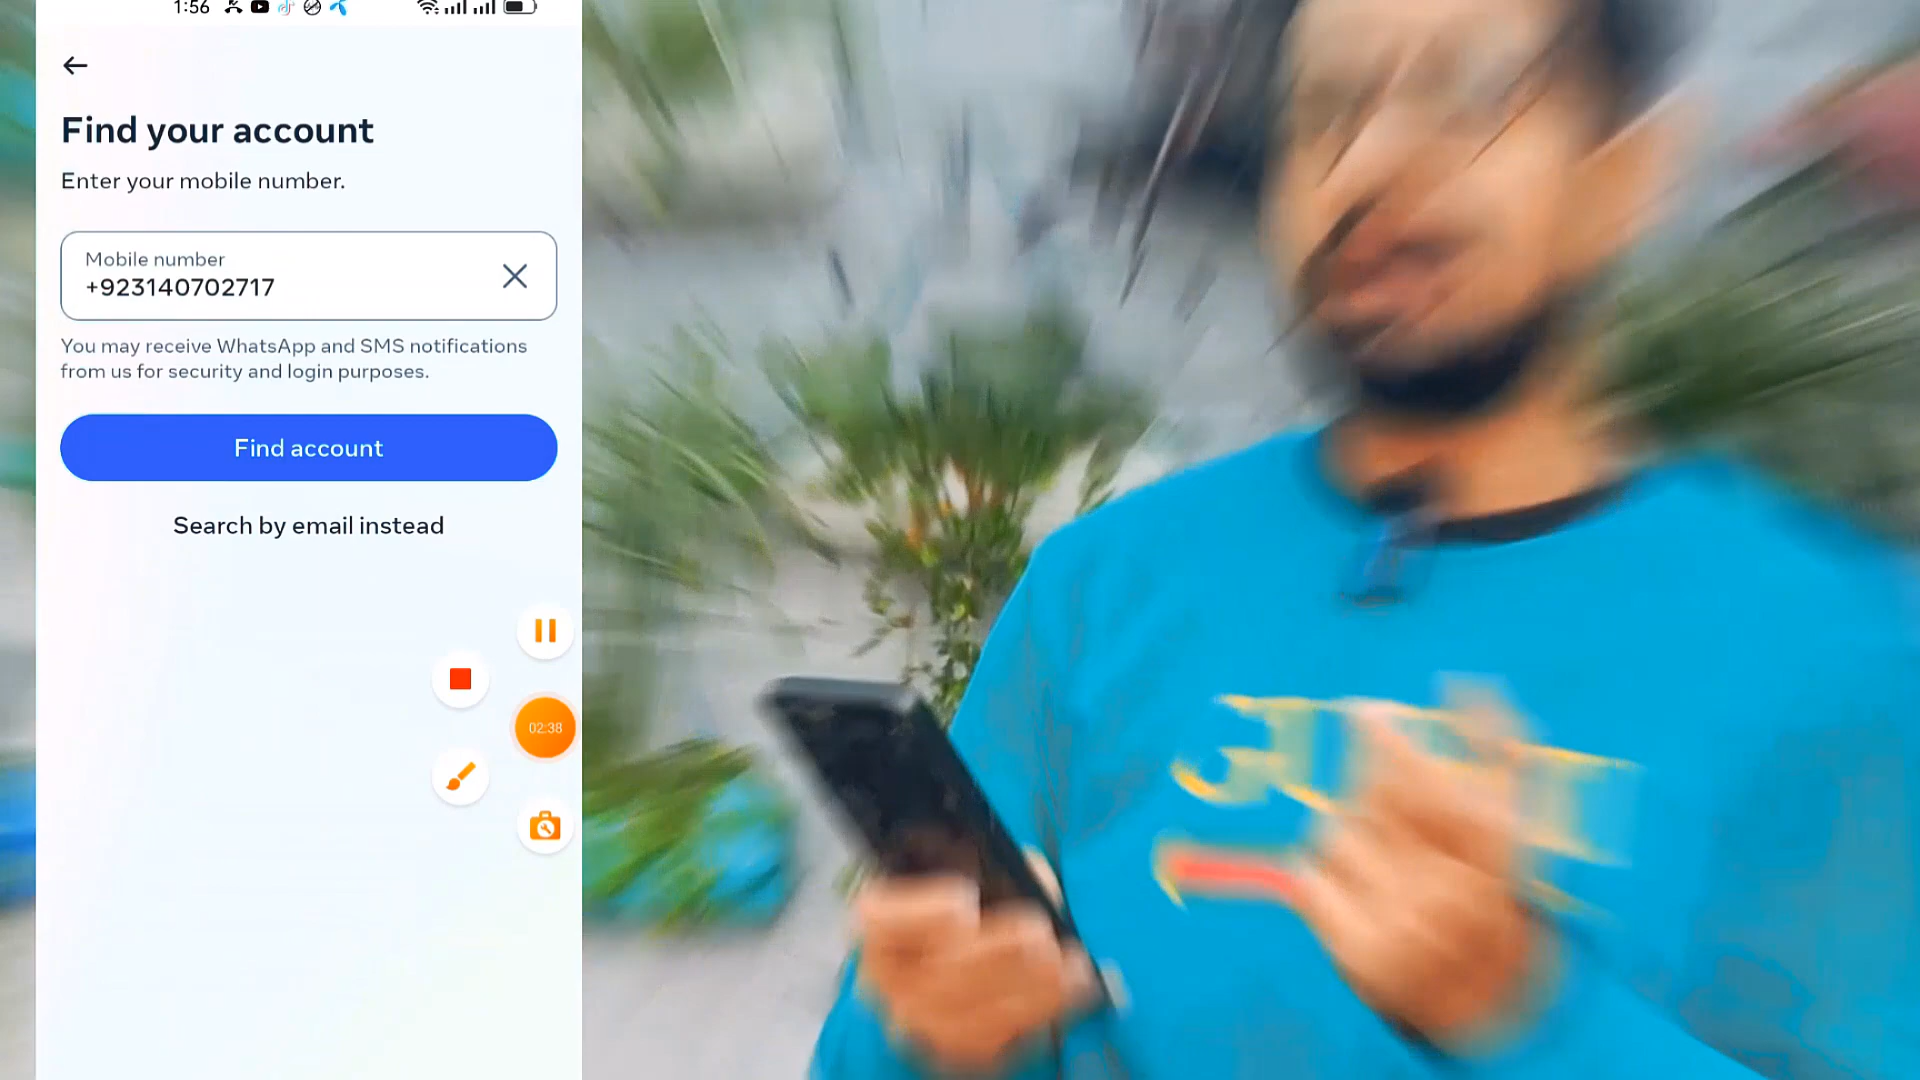 1:56
Find your account
Enter your mobile number.
Mobile number
+923140702717
You may receive WhatsApp and SMS notifications
from us for security and login purposes.
Find account
Search by email instead
02:38